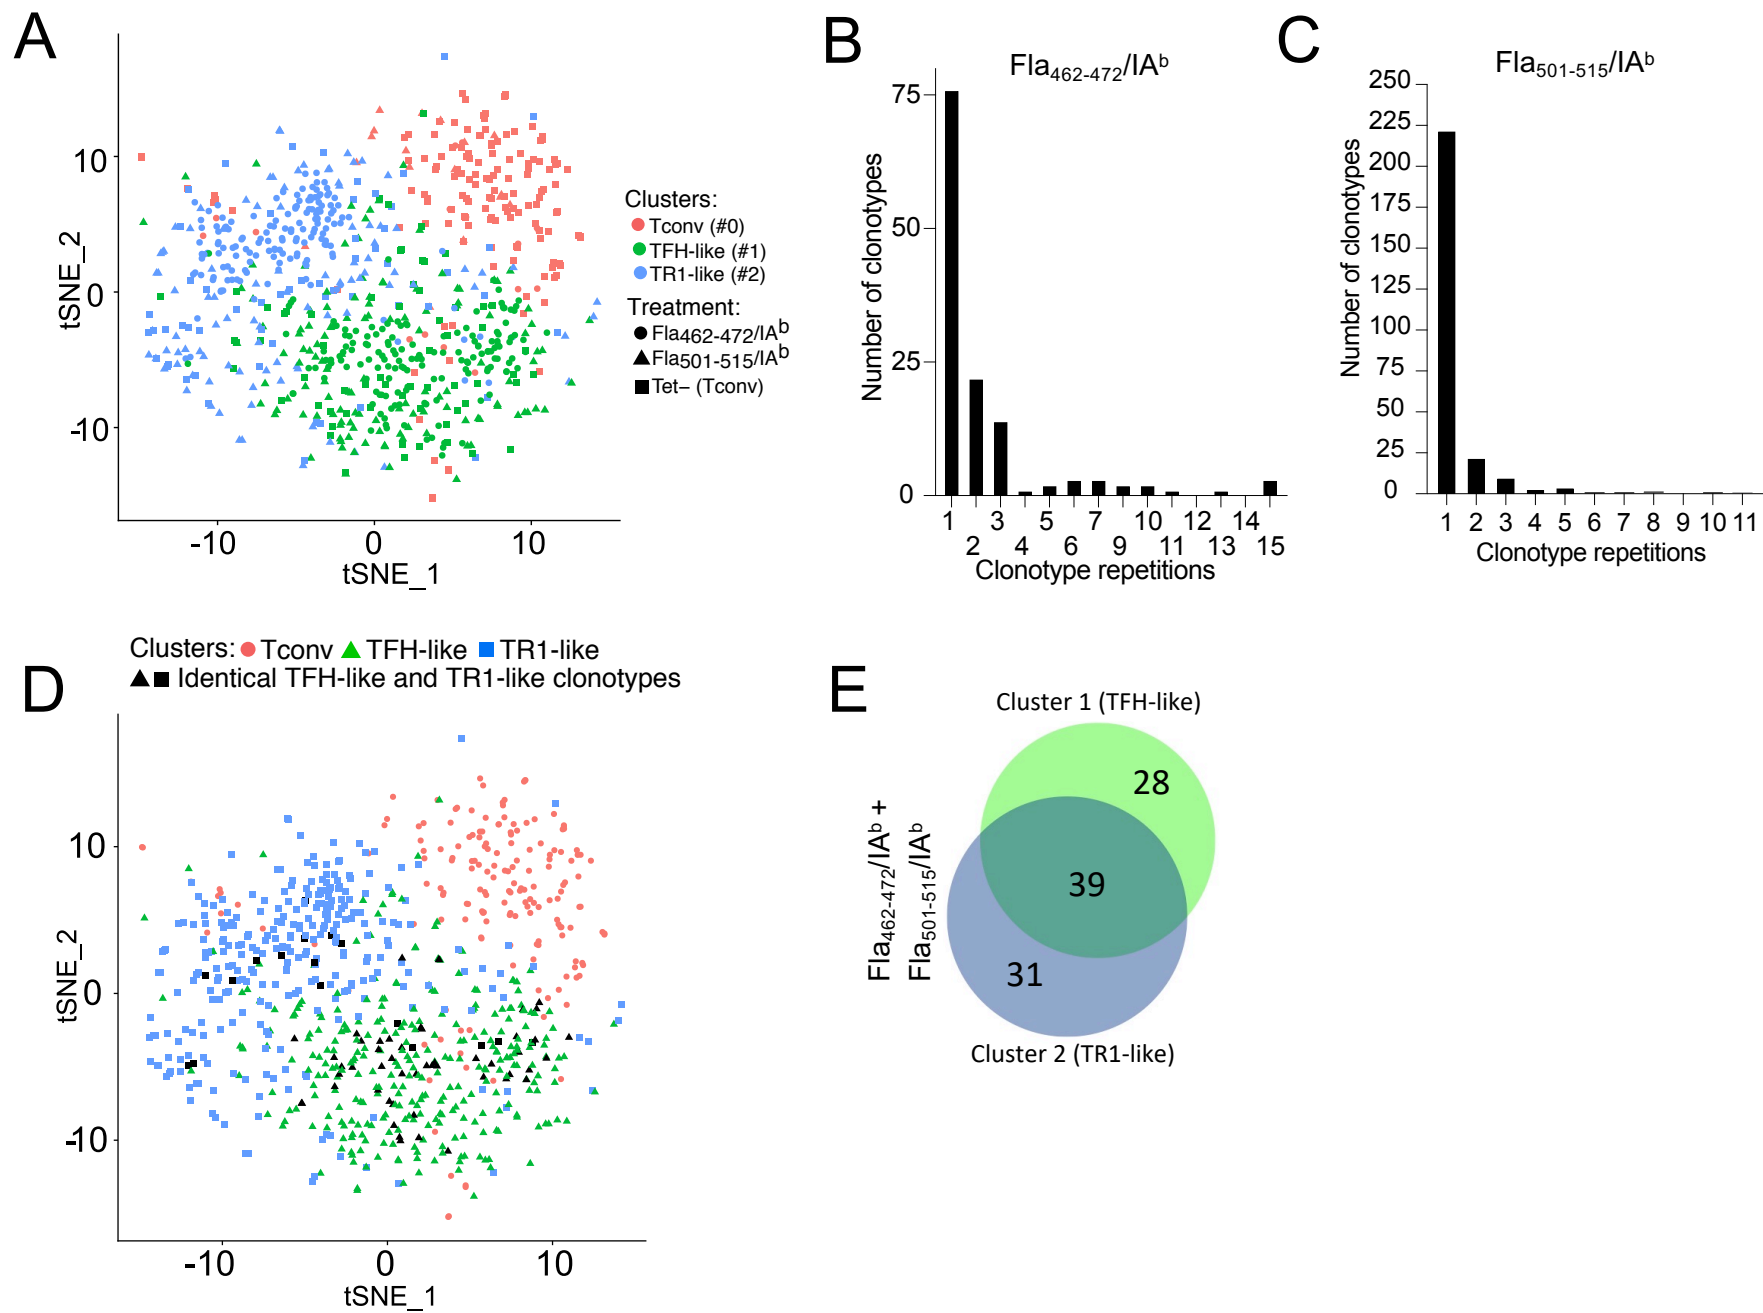 A
tSNE_2
10
0
-10
-10
0
10
tSNE_1
Clusters:
Tconv (#0)
TFH-like (#1)
TR1-like (#2)
Treatment:
Fla462-472/IAb
Fla501-515/IAb
Tet– (Tconv)
B
Fla462-472/IAb
Number of clonotypes
75
50
25
0
1 3 5 7 10 12 14
2 4 6 9 11 13 15
Clonotype repetitions
C
Fla501-515/IAb
Number of clonotypes
250
225
200
175
150
125
100
75
50
25
0
1 2 3 4 5 6 7 8 9 10 11
Clonotype repetitions
D
Clusters: Tconv TFH-like TR1-like
Identical TFH-like and TR1-like clonotypes
tSNE_2
10
0
-10
-10
0
10
tSNE_1
E
Cluster 1 (TFH-like)
Fla462-472/IAb +
Fla501-515/IAb
28
39
31
Cluster 2 (TR1-like)